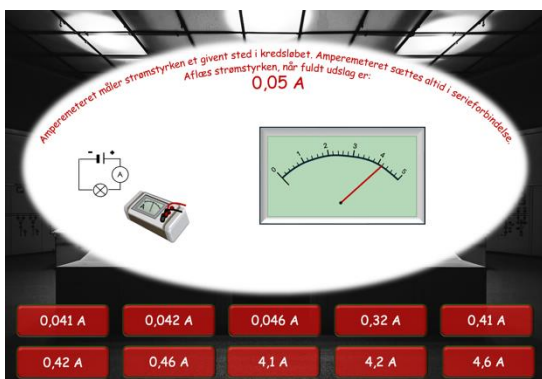 Amperemeteret måler strømstyrken et givent sted i kredsløbet. Amperemeteret sættes altid i serieforbindelse.
Aflæs strømstyrken, når fuldt udslag er:
0,05 A
- +
A
A
0 1 2 3 4 5
0,041 A 0,042 A 0,046 A 0,32 A 0,41 A
0,42 A 0,46 A 4,1 A 4,2 A 4,6 A